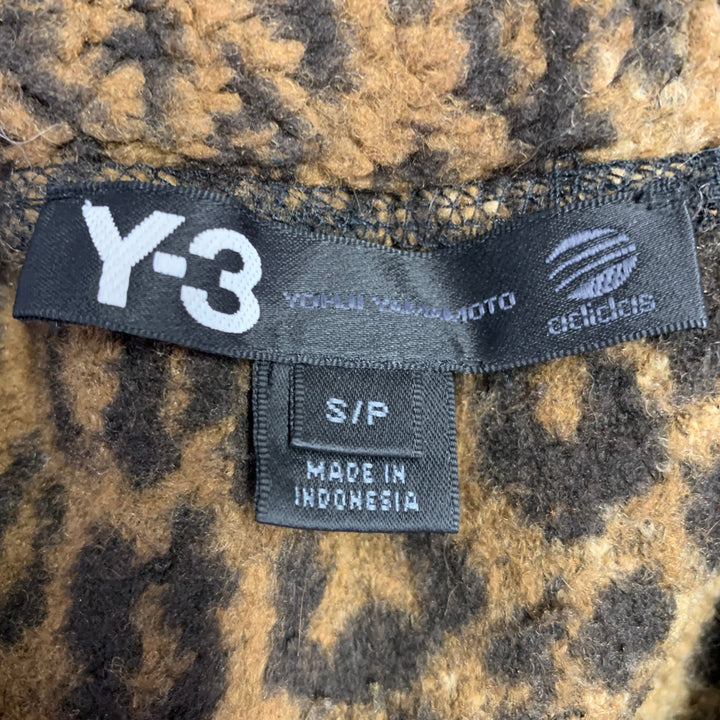 Y-3
YOHJI YAMAMOTO
adidas
S/P
MADE IN
INDONESIA